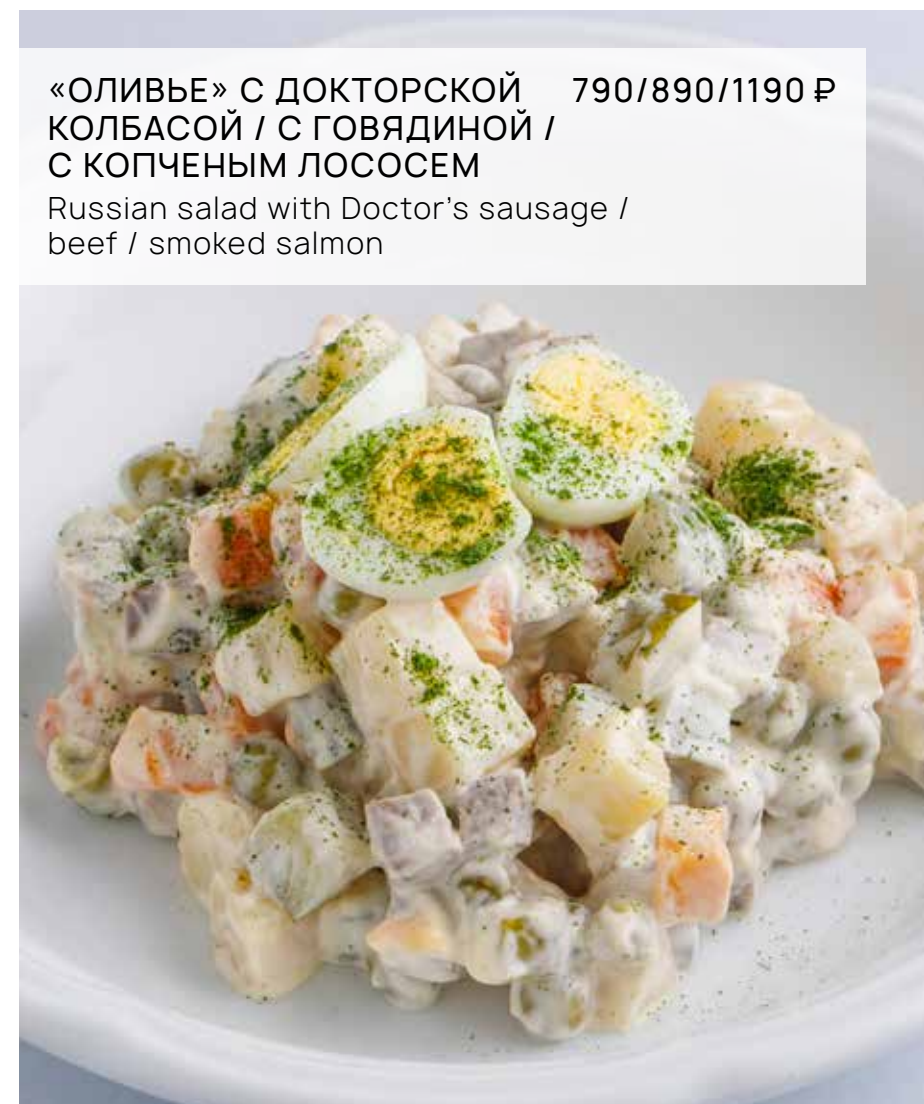 «ОЛИВЬЕ» С ДОКТОРСКОЙ 790/890/1190 ₽
КОЛБАСОЙ / С ГОВЯДИНОЙ /
С КОПЧЕНЫМ ЛОСОСЕМ
Russian salad with Doctor's sausage /
beef / smoked salmon